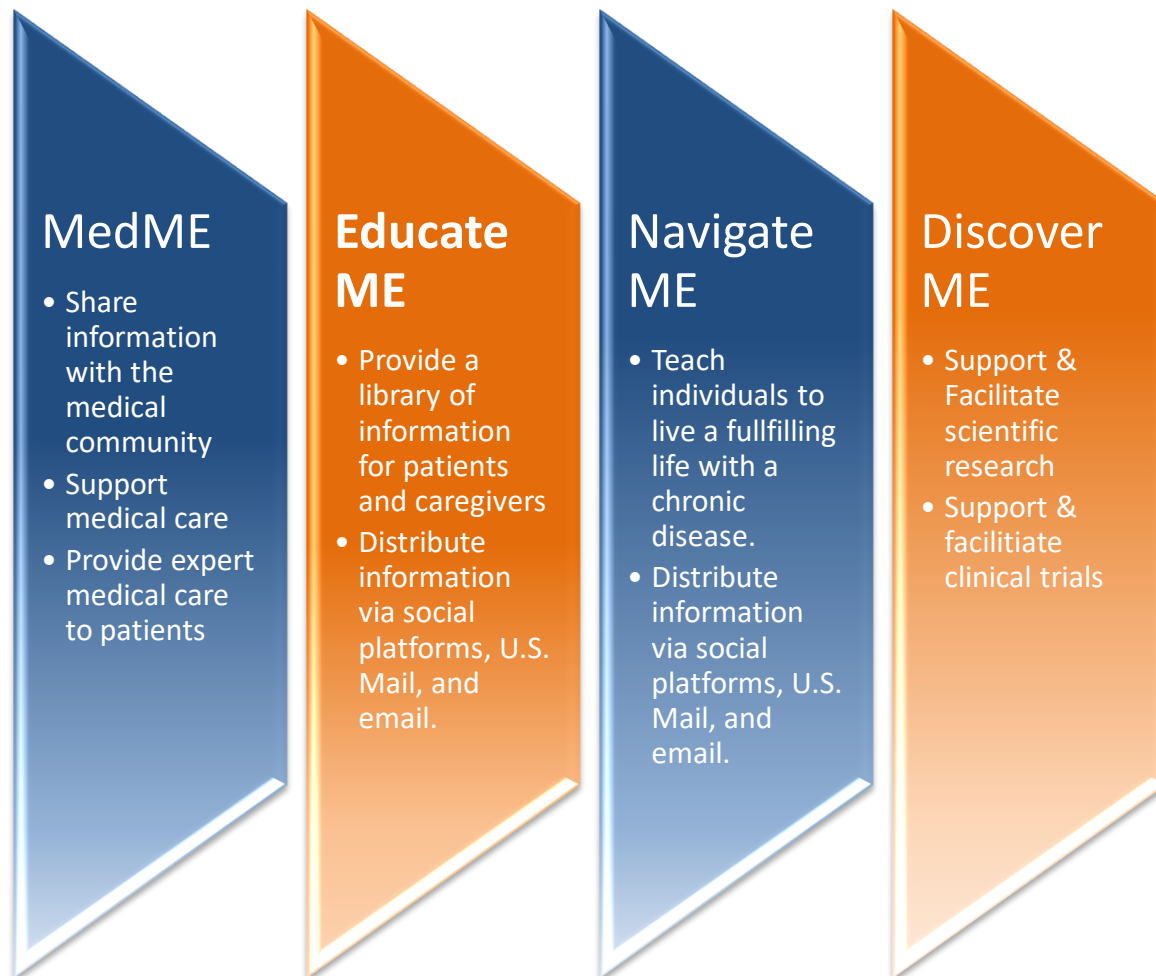 MedME
• Share
information
with the
medical
community
• Support
medical care
• Provide expert
medical care
to patients
Educate
ME
• Provide a
library of
information
for patients
and caregivers
• Distribute
information
via social
platforms, U.S.
Mail, and
email.
Navigate
ME
• Teach
individuals to
live a fullfilling
life with a
chronic
disease.
• Distribute
information
via social
platforms, U.S.
Mail, and
email.
Discover
ME
• Support &
Facilitate
scientific
research
• Support &
facilitiate
clinical trials